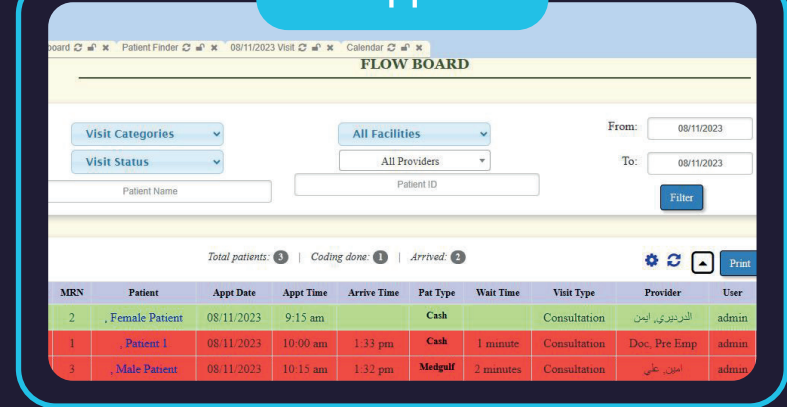 Patient Finder
08/11/2023 Visit
Calendar
FLOW BOARD
Visit Categories
All Facilities
From: 08/11/2023
Visit Status
All Providers
To: 08/11/2023
Patient Name
Patient ID
Filter
Total patients: 3 | Coding done: 1 | Arrived: 2
Print
MRN Patient Appt Date Appt Time Arrive Time Pat Type Wait Time Visit Type Provider User
2 , Female Patient 08/11/2023 9:15 am Cash Consultation الدرديري, ايمن admin
1 , Patient 1 08/11/2023 10:00 am 1:33 pm Cash 1 minute Consultation Doc, Pre Emp admin
3 , Male Patient 08/11/2023 10:15 am 1:32 pm Medgulf 2 minutes Consultation امين, علي admin